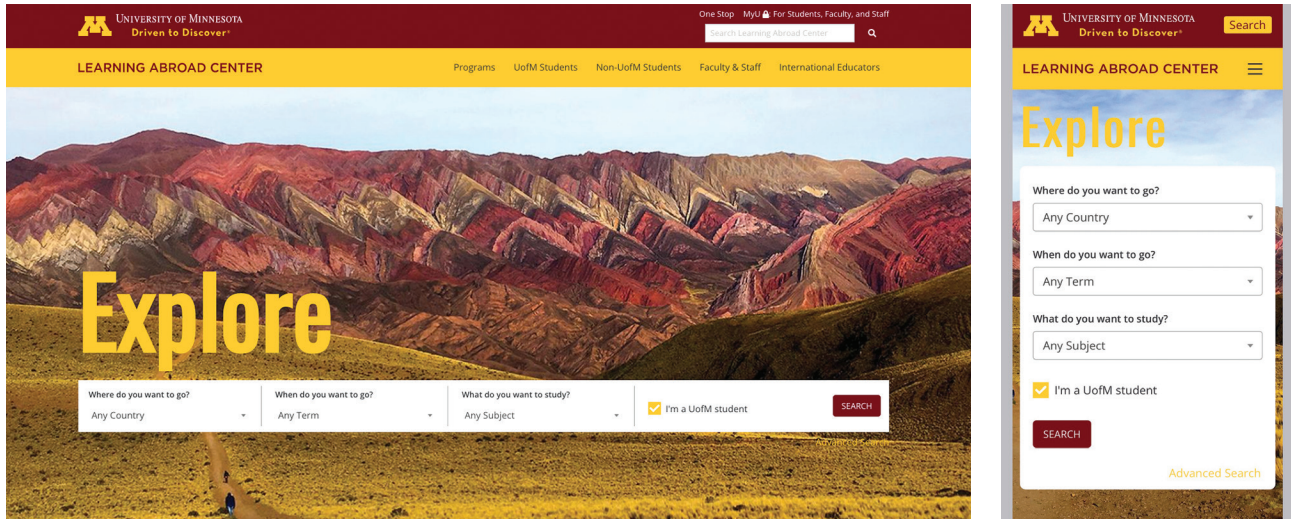 UNIVERSITY OF MINNESOTA
Driven to Discover®
One Stop MyU For Students, Faculty, and Staff
Search Learning Abroad Center
LEARNING ABROAD CENTER
Programs UofM Students Non-UofM Students Faculty & Staff International Educators
Explore
Where do you want to go? When do you want to go? What do you want to study?
Any Country Any Term Any Subject I'm a UofM student SEARCH
Advanced Search
UNIVERSITY OF MINNESOTA
Driven to Discover®
Search
LEARNING ABROAD CENTER
Explore
Where do you want to go?
Any Country
When do you want to go?
Any Term
What do you want to study?
Any Subject
I'm a UofM student
SEARCH
Advanced Search